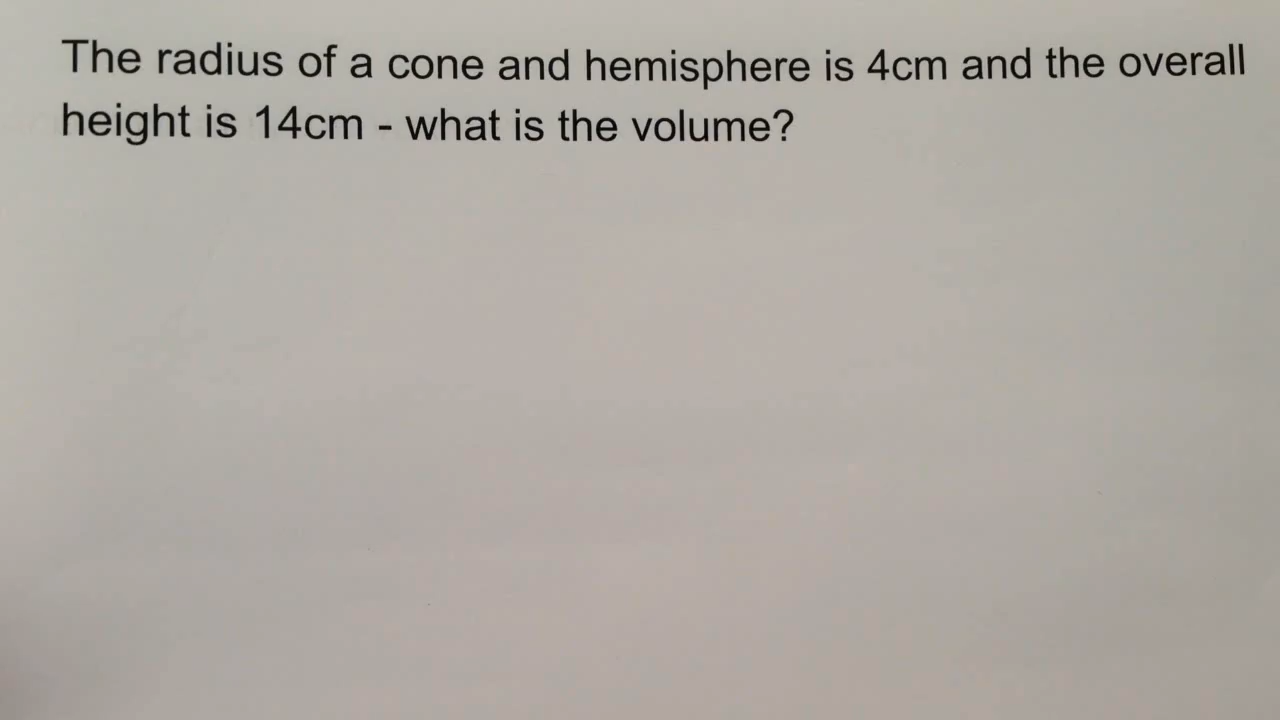 The radius of a cone and hemisphere is 4cm and the overall
height is 14cm - what is the volume?